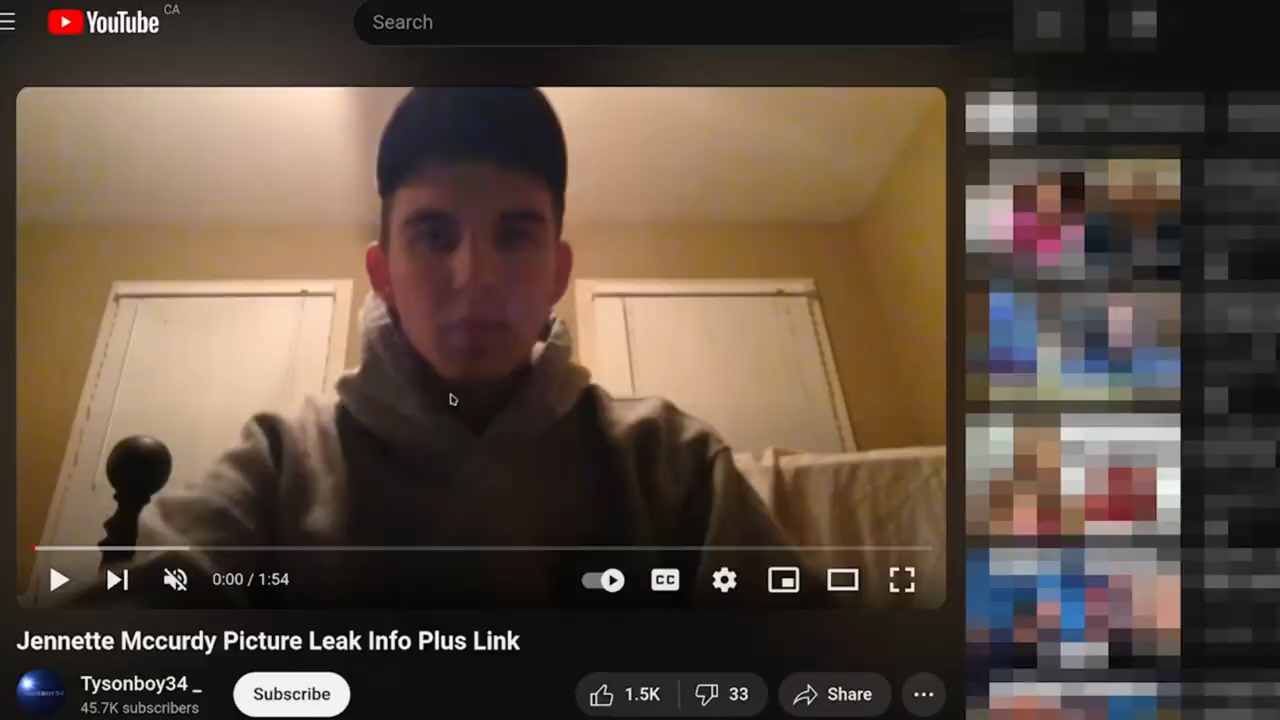 YouTube CA
Search
0:00 / 1:54
CC
Jennette Mccurdy Picture Leak Info Plus Link
Tysonboy34 _
45.7K subscribers
Subscribe
1.5K
33
Share